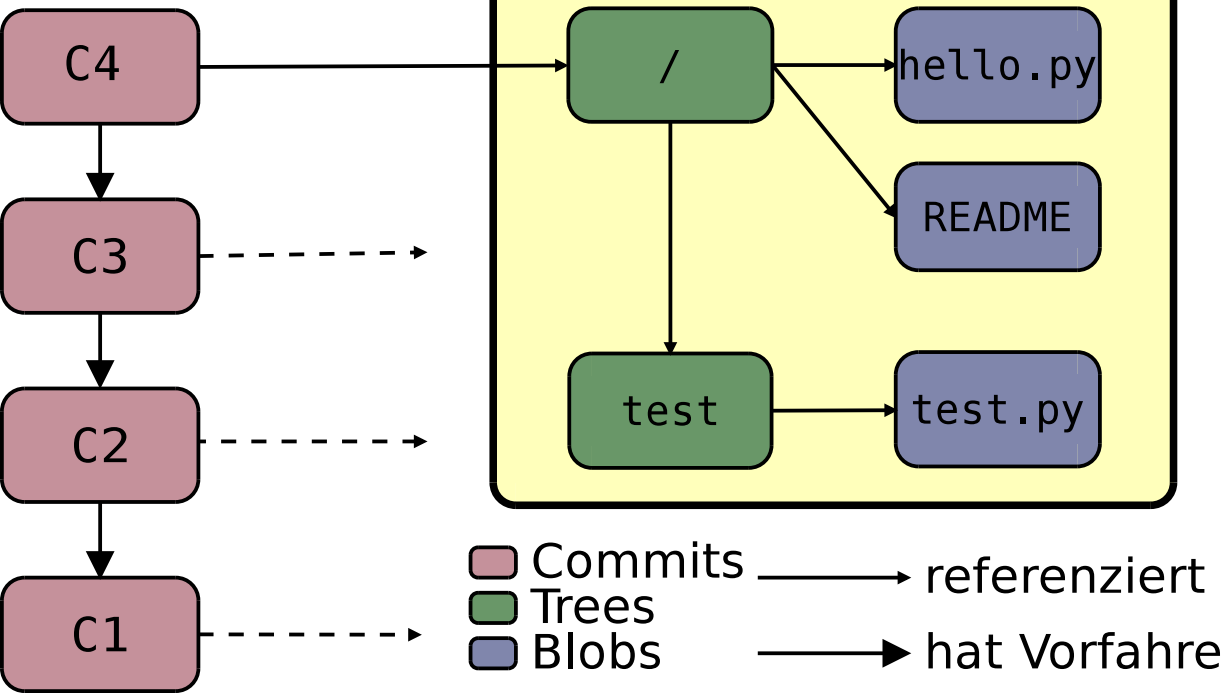 C4
/
hello.py
C3
README
C2
test
test.py
C1
Commits
Trees
Blobs
referenziert
hat Vorfahre